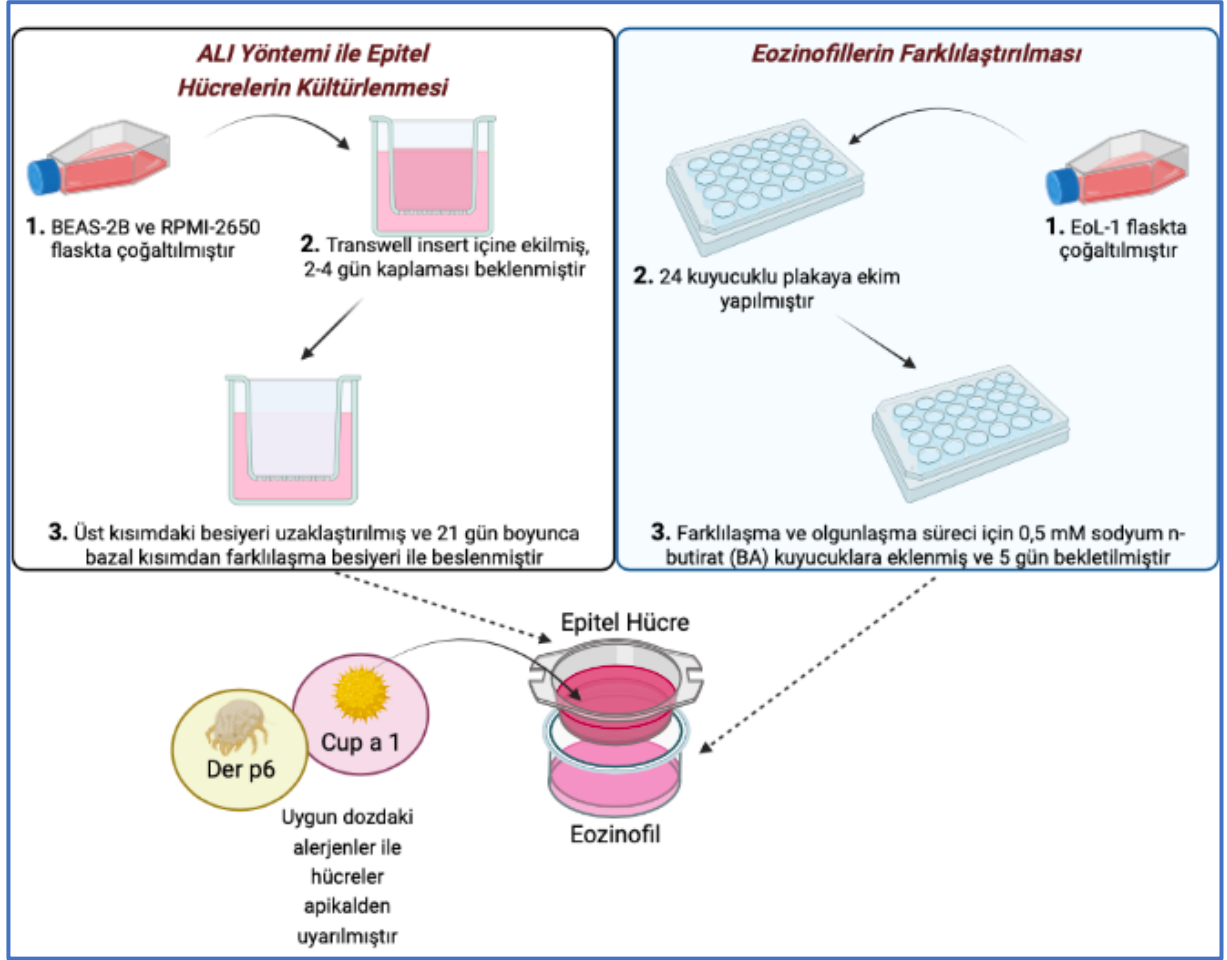 ALI Yöntemi ile Epitel
Hücrelerin Kültürlenmesi
1. BEAS-2B ve RPMI-2650
flaskta çoğaltılmıştır
2. Transwell insert içine ekilmiş,
2-4 gün kaplaması beklenmiştir
3. Üst kısımdaki besiyeri uzaklaştırılmış ve 21 gün boyunca
bazal kısımdan farklılaşma besiyeri ile beslenmiştir
Eozinofillerin Farklılaştırılması
1. EoL-1 flaskta
çoğaltılmıştır
2. 24 kuyucuklu plakaya ekim
yapılmıştır
3. Farklılaşma ve olgunlaşma süreci için 0,5 mM sodyum n-
butirat (BA) kuyucuklara eklenmiş ve 5 gün bekletilmiştir
Epitel Hücre
Cup a 1
Der p6
Eozinofil
Uygun dozdaki
alerjenler ile
hücreler
apikalden
uyarılmıştır